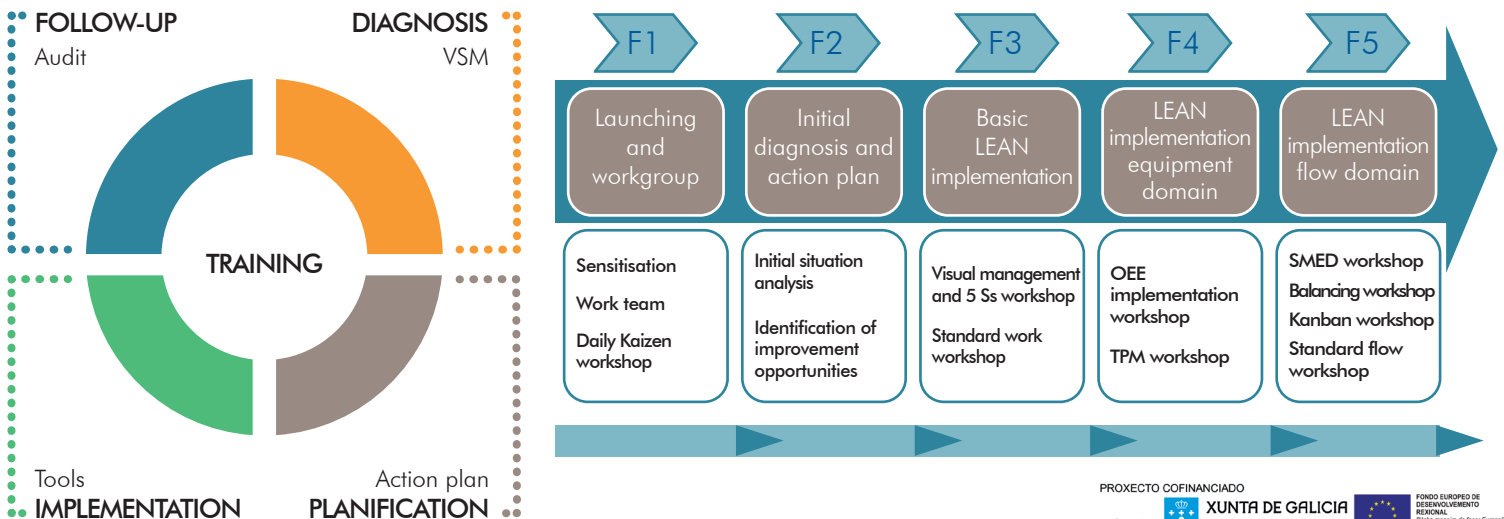 FOLLOW-UP
Audit
DIAGNOSIS
VSM
TRAINING
Tools
IMPLEMENTATION
Action plan
PLANIFICATION
F1
F2
F3
F4
F5
Launching
and
workgroup
Initial
diagnosis and
action plan
Basic
LEAN
implementation
LEAN
implementation
equipment
domain
LEAN
implementation
flow domain
Sensitisation
Work team
Daily Kaizen
workshop
Initial situation
analysis
Identification of
improvement
opportunities
Visual management
and 5 Ss workshop
Standard work
workshop
OEE
implementation
workshop
TPM workshop
SMED workshop
Balancing workshop
Kanban workshop
Standard flow
workshop
PROXECTO COFINANCIADO
XUNTA DE GALICIA
FONDO EUROPEO DE
DESENVOLVEMENTO
REXIONAL